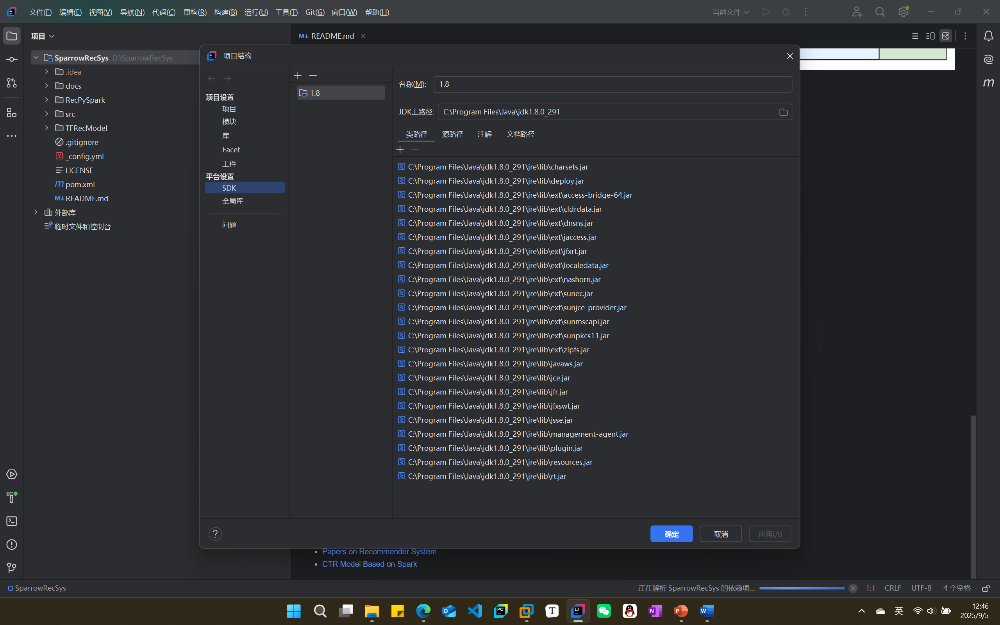 文件(F) 编辑(E) 视图(V) 导航(N) 代码(C) 重构(R) 构建(B) 运行(U) 工具(T) Git(G) 窗口(W) 帮助(H) 当前文件
项目
README.md
SparrowRecSys D:\SparrowRecSys
.idea
docs
RecPySpark
src
TFRecModel
.gitignore
_config.yml
LICENSE
pom.xml
README.md
外部库
临时文件和控制台
项目结构
项目设置
项目
模块
库
Facet
工件
平台设置
SDK
全局库
问题
1.8
名称(M): 1.8
JDK主路径: C:\Program Files\Java\jdk1.8.0_291
类路径 源路径 注解 文档路径
C:\Program Files\Java\jdk1.8.0_291\jre\lib\charsets.jar
C:\Program Files\Java\jdk1.8.0_291\jre\lib\deploy.jar
C:\Program Files\Java\jdk1.8.0_291\jre\lib\ext\access-bridge-64.jar
C:\Program Files\Java\jdk1.8.0_291\jre\lib\ext\cldrdata.jar
C:\Program Files\Java\jdk1.8.0_291\jre\lib\ext\dnsns.jar
C:\Program Files\Java\jdk1.8.0_291\jre\lib\ext\jaccess.jar
C:\Program Files\Java\jdk1.8.0_291\jre\lib\ext\jfxrt.jar
C:\Program Files\Java\jdk1.8.0_291\jre\lib\ext\localedata.jar
C:\Program Files\Java\jdk1.8.0_291\jre\lib\ext\nashorn.jar
C:\Program Files\Java\jdk1.8.0_291\jre\lib\ext\sunec.jar
C:\Program Files\Java\jdk1.8.0_291\jre\lib\ext\sunjce_provider.jar
C:\Program Files\Java\jdk1.8.0_291\jre\lib\ext\sunmscapi.jar
C:\Program Files\Java\jdk1.8.0_291\jre\lib\ext\sunpkcs11.jar
C:\Program Files\Java\jdk1.8.0_291\jre\lib\ext\zipfs.jar
C:\Program Files\Java\jdk1.8.0_291\jre\lib\javaws.jar
C:\Program Files\Java\jdk1.8.0_291\jre\lib\jce.jar
C:\Program Files\Java\jdk1.8.0_291\jre\lib\jfr.jar
C:\Program Files\Java\jdk1.8.0_291\jre\lib\jfxswt.jar
C:\Program Files\Java\jdk1.8.0_291\jre\lib\jsse.jar
C:\Program Files\Java\jdk1.8.0_291\jre\lib\management-agent.jar
C:\Program Files\Java\jdk1.8.0_291\jre\lib\plugin.jar
C:\Program Files\Java\jdk1.8.0_291\jre\lib\resources.jar
C:\Program Files\Java\jdk1.8.0_291\jre\lib\rt.jar
确定 取消 应用(A)
Papers on Recommender System
CTR Model Based on Spark
SparrowRecSys 正在解析 SparrowRecSys 的依赖项... 1:1 CRLF UTF-8 4 个空格
英
12:46
2025/9/5